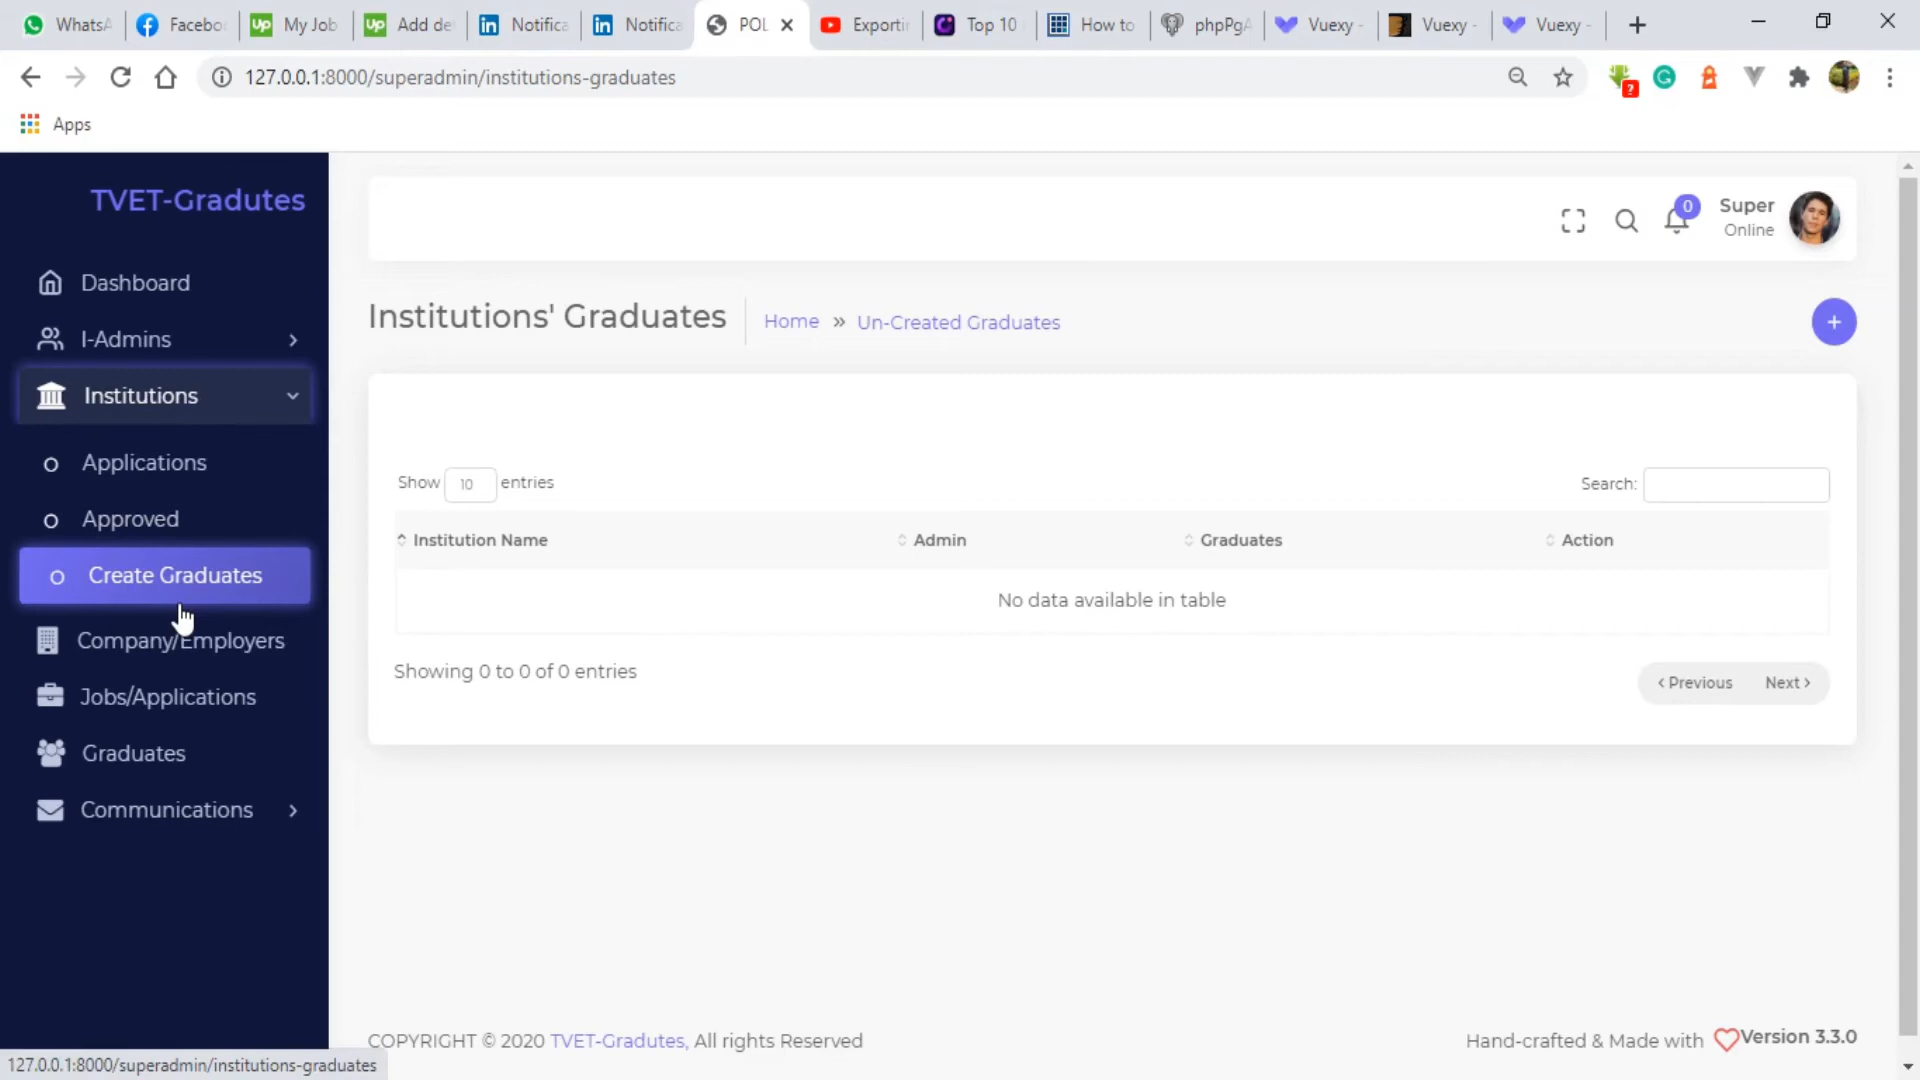 WhatsA
Facebo
My Job
Add de
Notifica
Notifica
POL
Exporti
Top 10
How to
phpPgA
Vuexy -
Vuexy -
Vuexy -
127.0.0.1:8000/superadmin/institutions-graduates
Apps
TVET-Gradutes
Dashboard
I-Admins
Institutions
Applications
Approved
Create Graduates
Company/Employers
Jobs/Applications
Graduates
Communications
0
Super
Online
Institutions' Graduates
Home » Un-Created Graduates
+
Show 10 entries
Search:
Institution Name Admin Graduates Action
No data available in table
Showing 0 to 0 of 0 entries
‹ Previous Next ›
COPYRIGHT © 2020 TVET-Gradutes, All rights Reserved
Hand-crafted & Made with Version 3.3.0
127.0.0.1:8000/superadmin/institutions-graduates